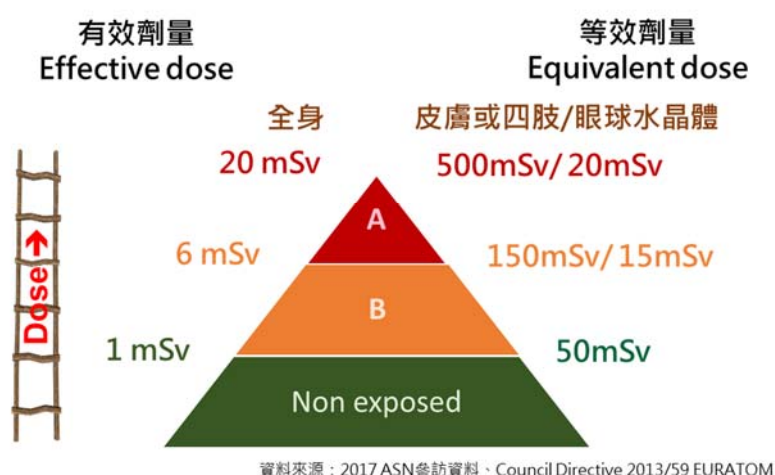 有效劑量
Effective dose
等效劑量
Equivalent dose
全身
皮膚或四肢/眼球水晶體
20 mSv
500mSv/ 20mSv
A
6 mSv
150mSv/ 15mSv
B
1 mSv
50mSv
Non exposed
Dose→
資料來源：2017 ASN參訪資料、Council Directive 2013/59 EURATOM